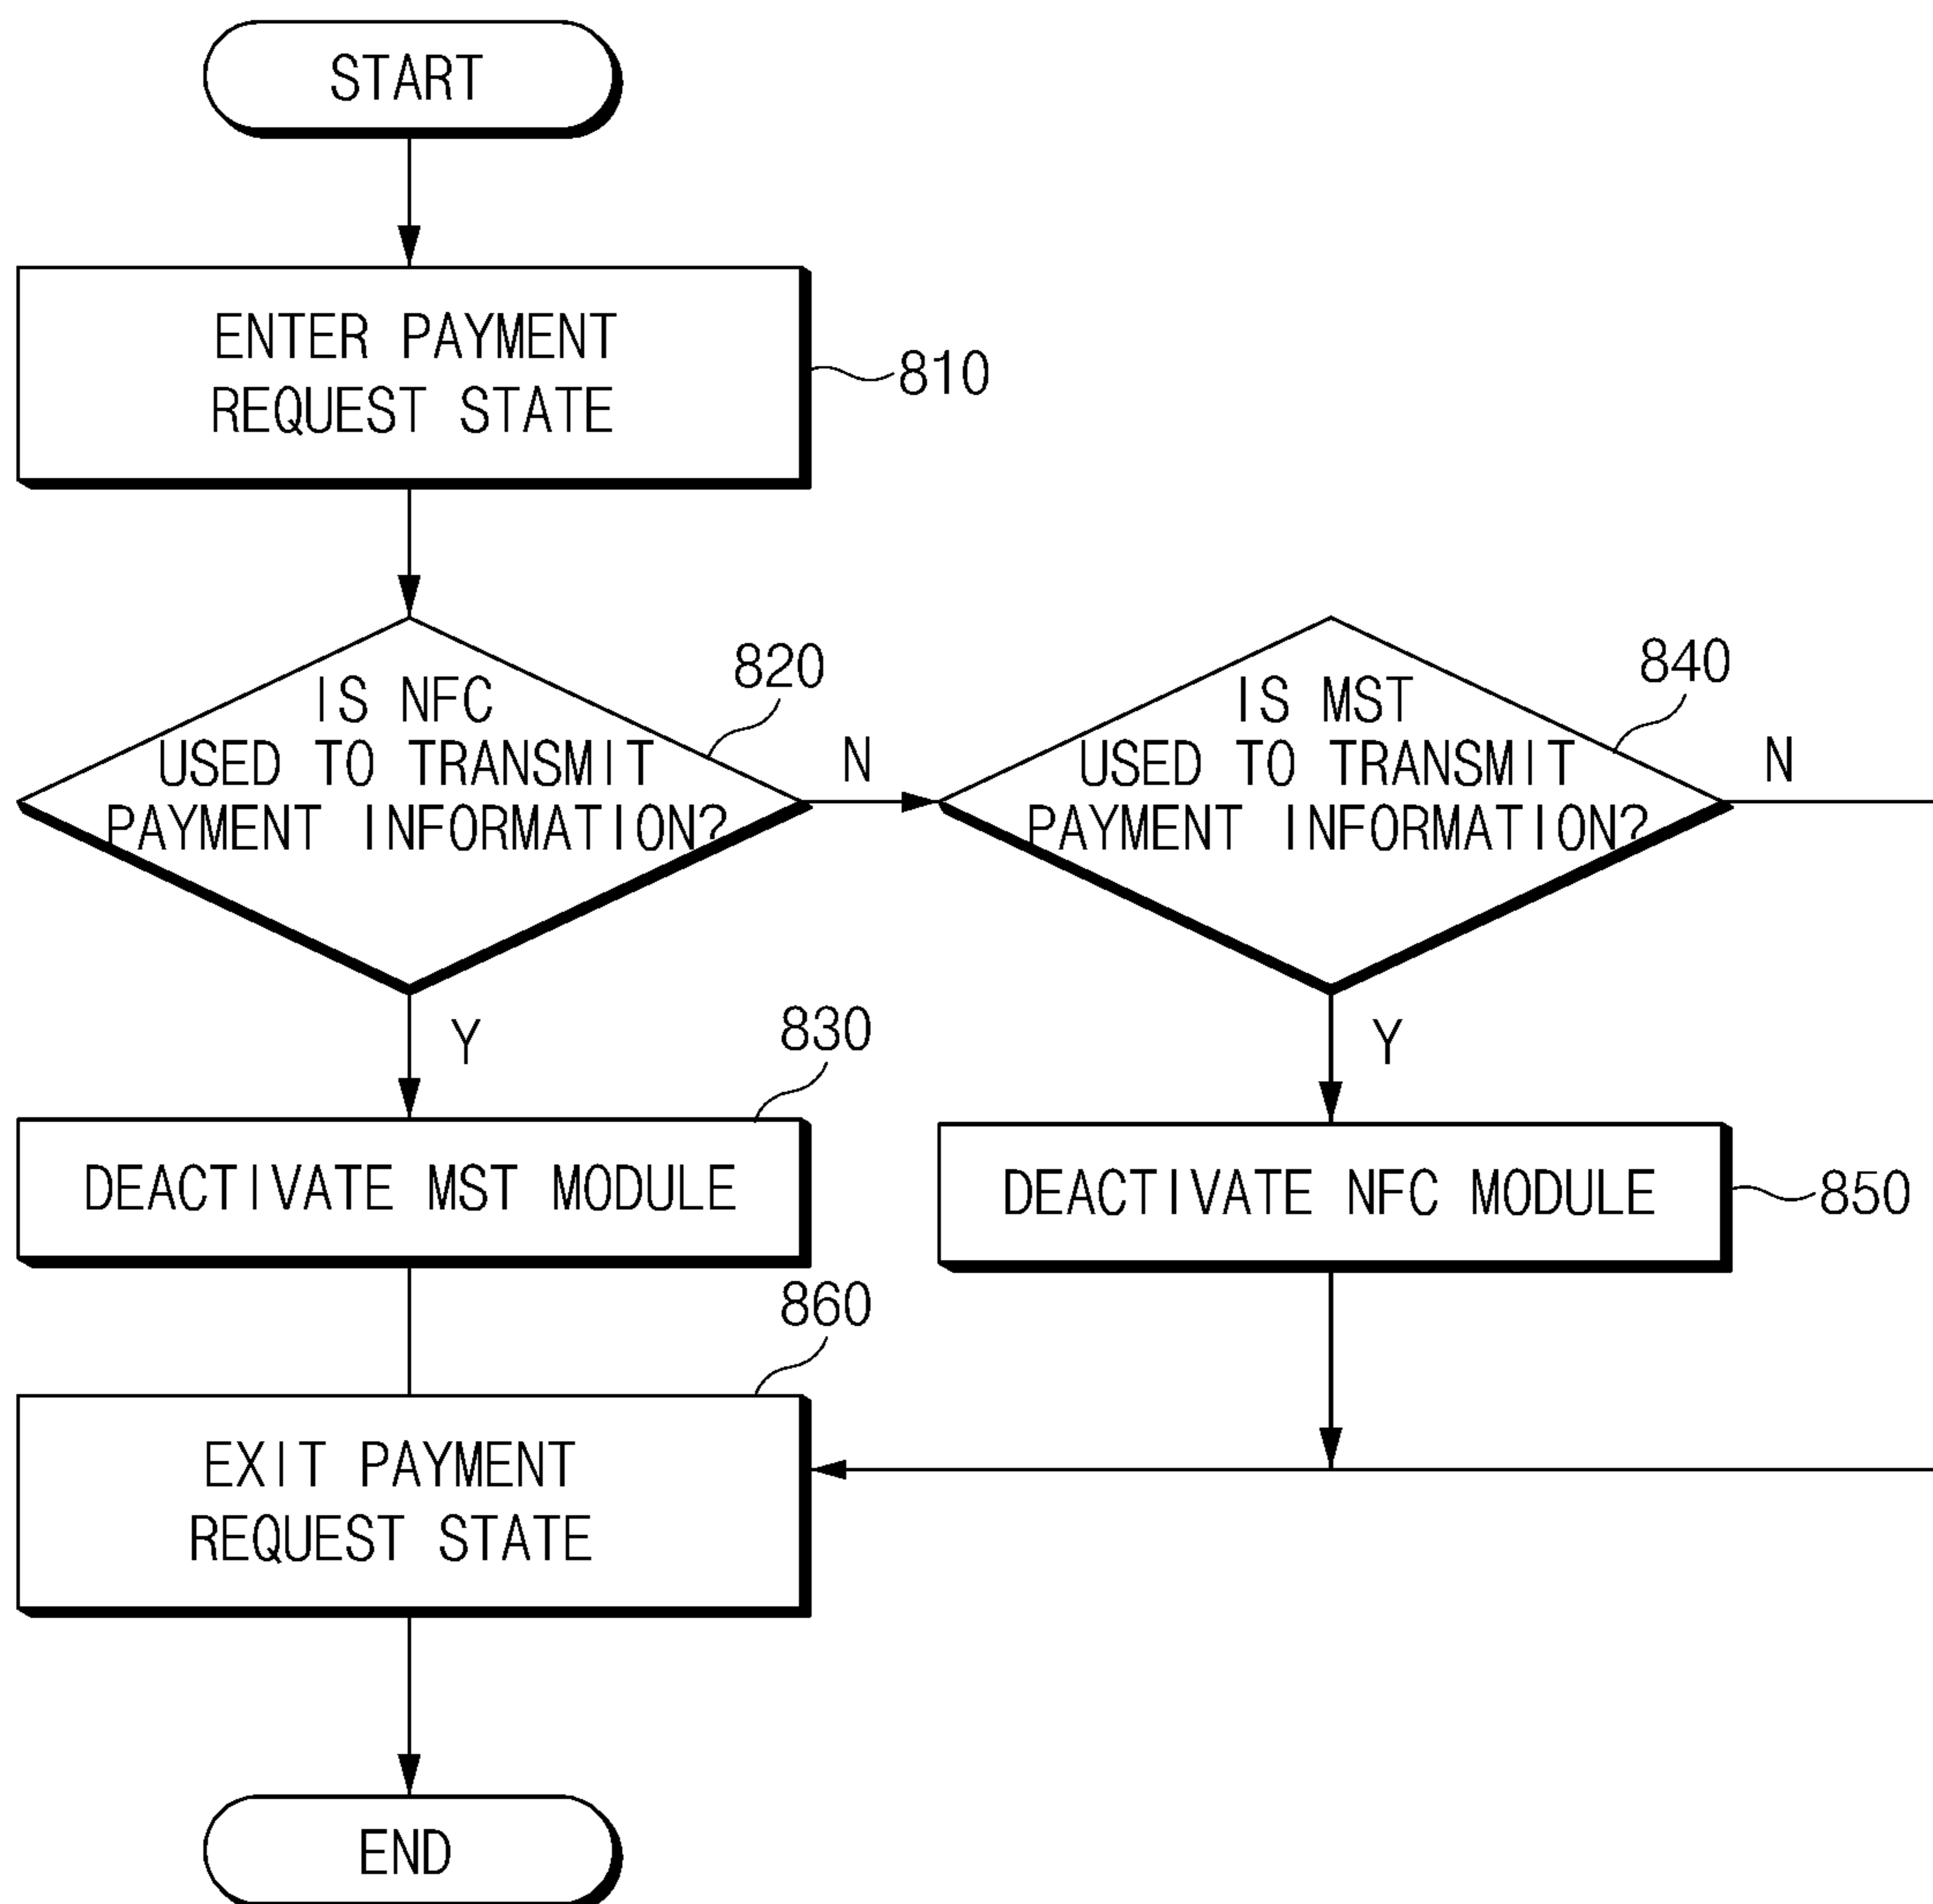 START
ENTER PAYMENT
REQUEST STATE
810
IS NFC
USED TO TRANSMIT
PAYMENT INFORMATION?
820
N
IS MST
USED TO TRANSMIT
PAYMENT INFORMATION?
840
N
Y
830
DEACTIVATE MST MODULE
Y
DEACTIVATE NFC MODULE
850
860
EXIT PAYMENT
REQUEST STATE
END